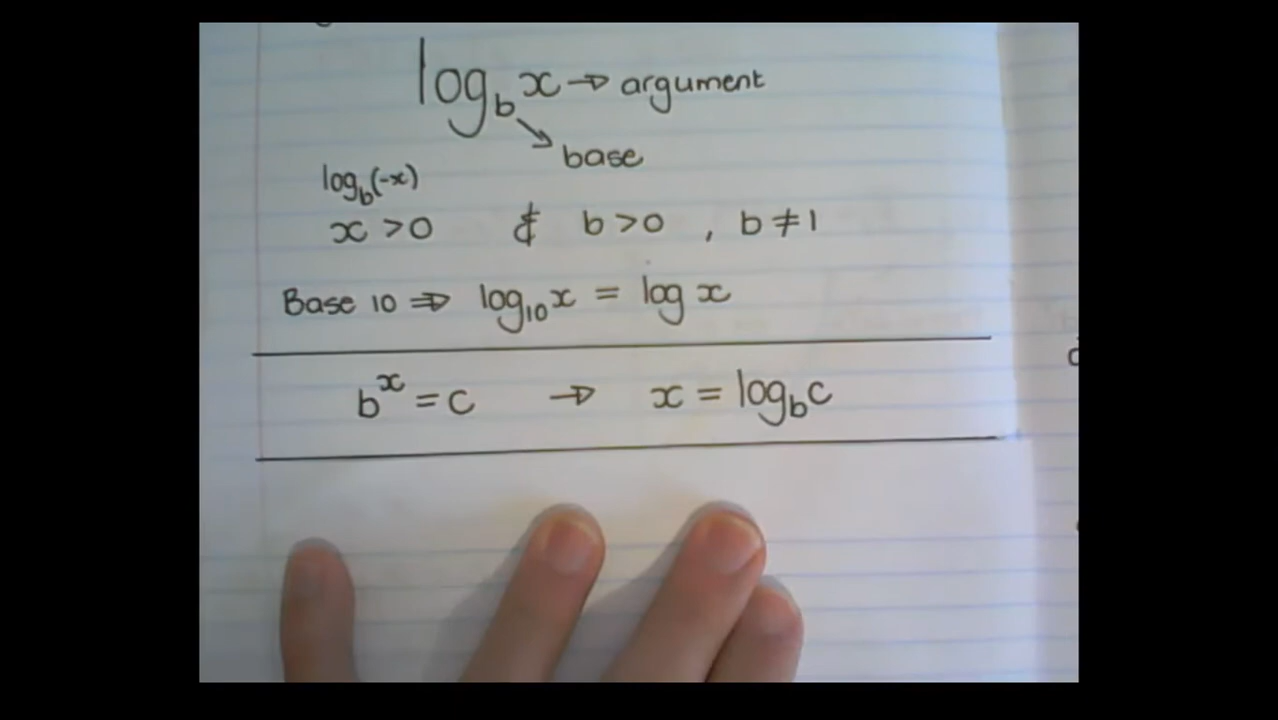 log_b x → argument
base
log_b(-x)
x > 0 & b > 0 , b ≠ 1
Base 10 ⇒ log_10 x = log x
b^x = c → x = log_b c